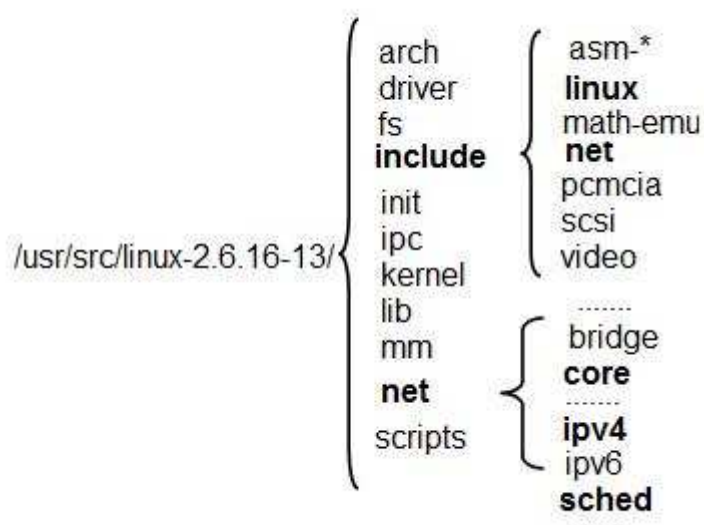 /usr/src/linux-2.6.16-13/
arch
driver
fs
include
init
ipc
kernel
lib
mm
net
scripts
asm-*
linux
math-emu
net
pcmcia
scsi
video
.......
bridge
core
.......
ipv4
ipv6
sched